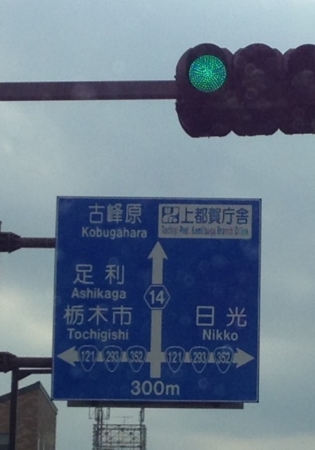 古峰原
Kobugahara
上都賀庁舎
足利
Ashikaga
14
栃木市
Tochigishi
日光
Nikko
121 293 352 121 293 352
300m